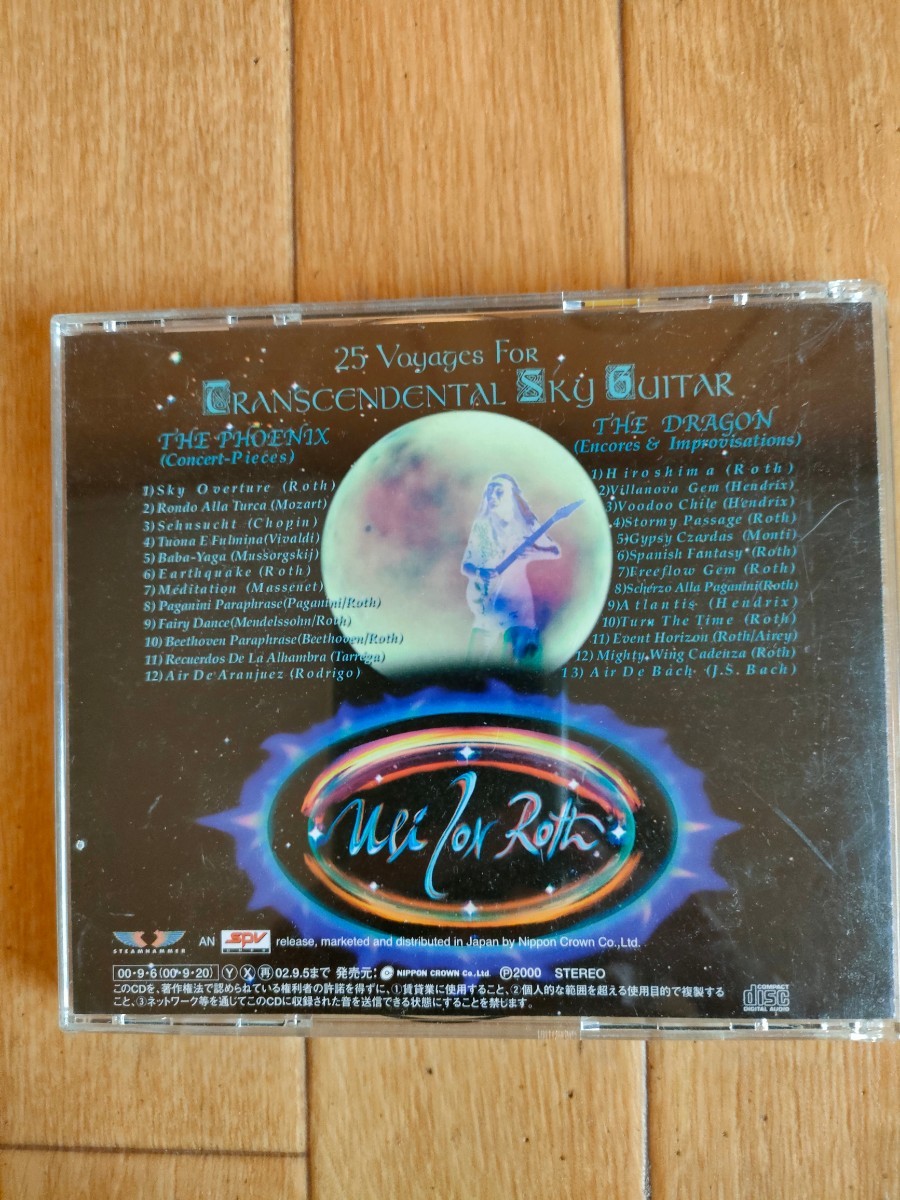 25 Voyages For
Transcendental Sky Guitar
THE PHOENIX
(Concert-Pieces)
1) Sky Overture (Roth)
2) Rondo Alla Turca (Mozart)
3) Sehnsucht (Chopin)
4) Tuona E Fulmina (Vivaldi)
5) Baba-Yaga (Mussorgskij)
6) Earthquake (Roth)
7) Méditation (Massenet)
8) Paganini Paraphrase (Paganini/Roth)
9) Fairy Dance (Mendelssohn/Roth)
10) Beethoven Paraphrase (Beethoven/Roth)
11) Recuerdos De La Alhambra (Tarréga)
12) Air De Aranjuez (Rodrigo)
THE DRAGON
(Encores & Improvisations)
1) Hiroshima (Roth)
2) Villanova Gem (Hendrix)
3) Voodoo Chile (Hendrix)
4) Stormy Passage (Roth)
5) Gypsy Czardas (Monti)
6) Spanish Fantasy (Roth)
7) Freeflow Gem (Roth)
8) Scherzo Alla Paganini (Roth)
9) Atlantis (Hendrix)
10) Turn The Time (Roth)
11) Event Horizon (Roth/Airey)
12) Mighty Wing Cadenza (Roth)
13) Air De Bach (J.S. Bach)
Uli Jon Roth
STEAMHAMMER
AN SPV release, marketed and distributed in Japan by Nippon Crown Co., Ltd.
00・9・6 (00・9・20) Ⓨ Ⓧ 再 02.9.5まで 発売元: NIPPON CROWN Co., Ltd. Ⓟ2000 STEREO
このCDを、著作権法で認められている権利者の許諾を得ずに、①賃貸業に使用すること、②個人的な範囲を超える使用目的で複製する
こと、③ネットワーク等を通じてこのCDに収録された音を送信できる状態にすることを禁じます。
COMPACT
disc
DIGITAL AUDIO